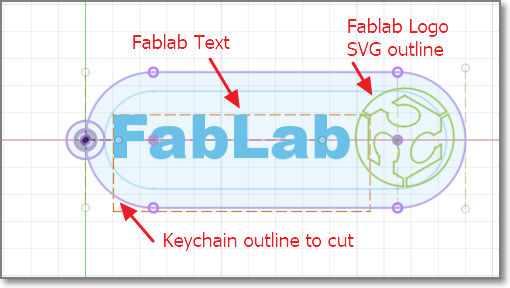 Fablab Text
Fablab Logo
SVG outline
FabLab
Keychain outline to cut